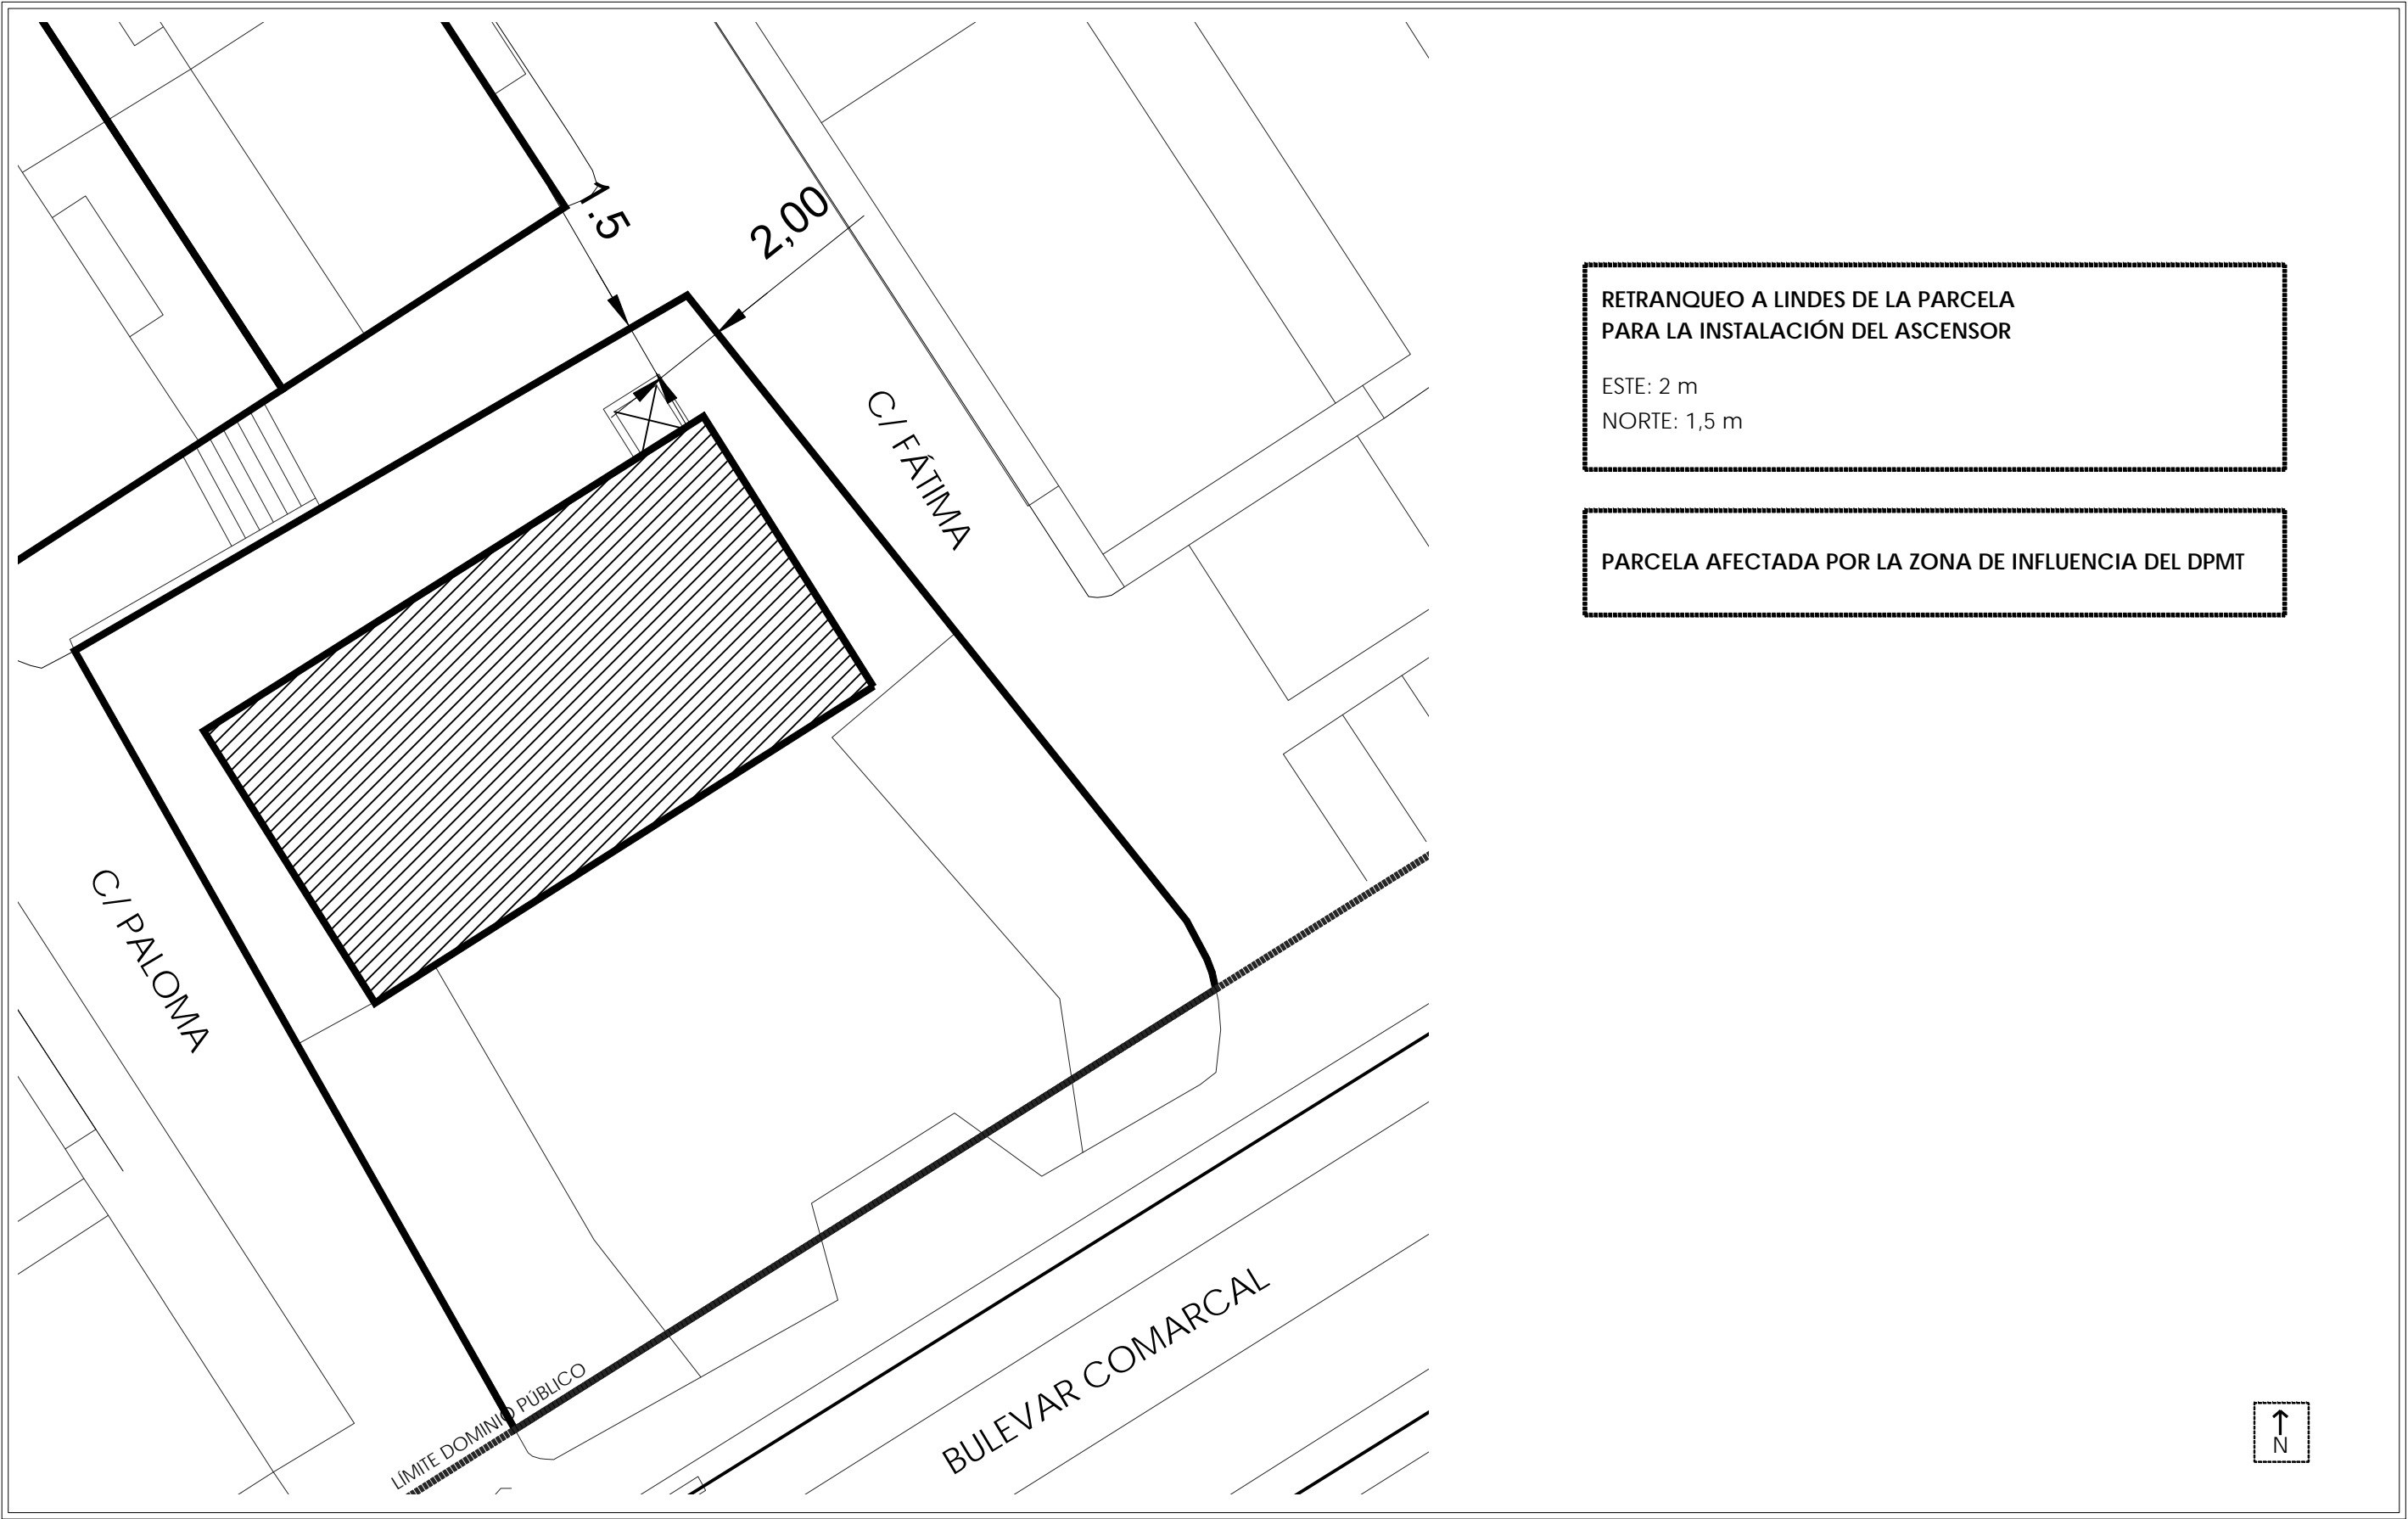 1.5
2,00
C/ FÁTIMA
C/ PALOMA
LÍMITE DOMINIO PÚBLICO
BULEVAR COMARCAL
RETRANQUEO A LINDES DE LA PARCELA
PARA LA INSTALACIÓN DEL ASCENSOR
ESTE: 2 m
NORTE: 1,5 m
PARCELA AFECTADA POR LA ZONA DE INFLUENCIA DEL DPMT
N